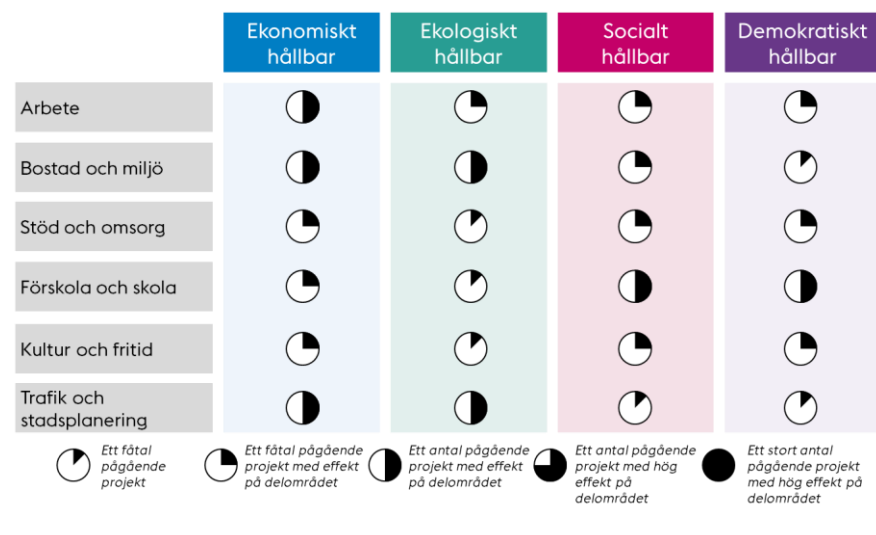 Ekonomiskt
hållbar
Ekologiskt
hållbar
Socialt
hållbar
Demokratiskt
hållbar
Arbete
Bostad och miljö
Stöd och omsorg
Förskola och skola
Kultur och fritid
Trafik och
stadsplanering
Ett fåtal
pågående
projekt
Ett fåtal pågående
projekt med effekt
på delområdet
Ett antal pågående
projekt med effekt
på delområdet
Ett antal pågående
projekt med hög
effekt på
delområdet
Ett stort antal
pågående projekt
med hög effekt på
delområdet